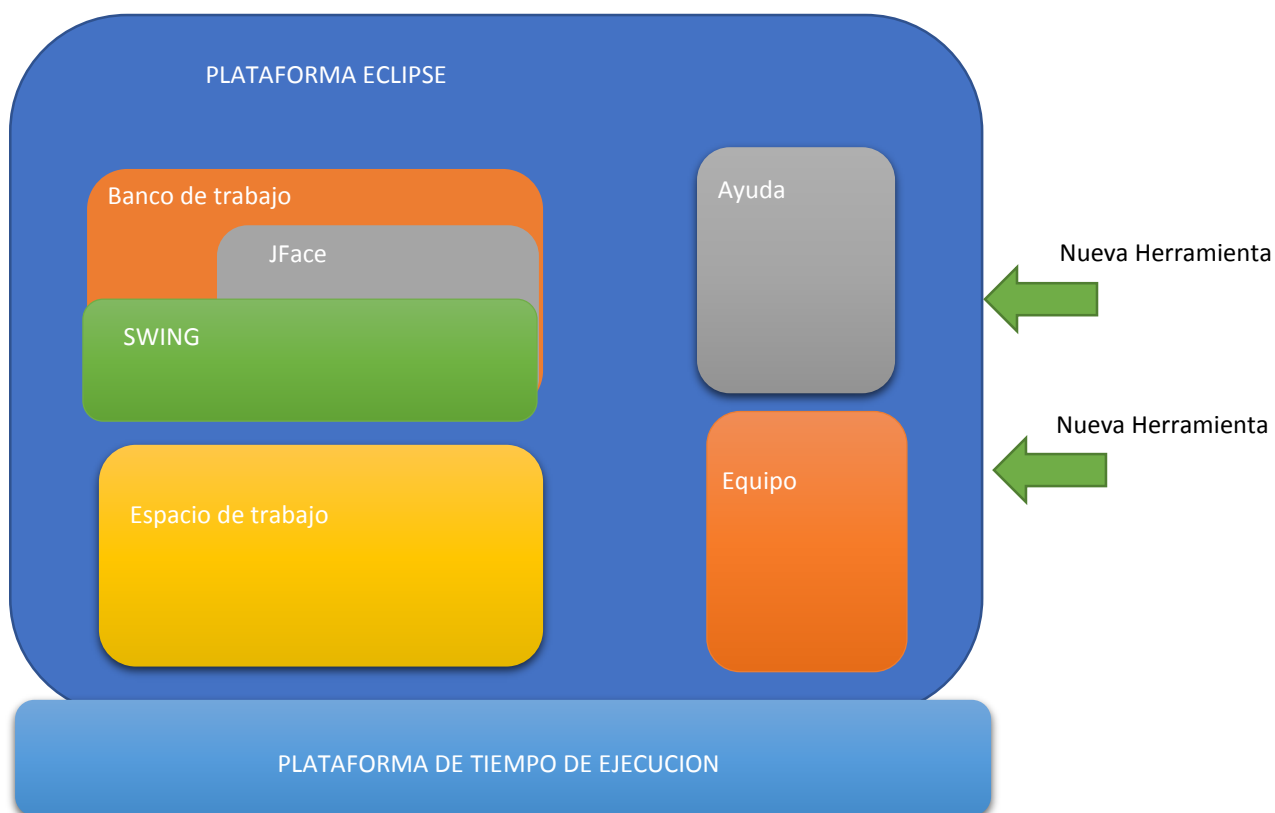 PLATAFORMA ECLIPSE
Banco de trabajo
JFace
SWING
Espacio de trabajo
Ayuda
Equipo
Nueva Herramienta
Nueva Herramienta
PLATAFORMA DE TIEMPO DE EJECUCION